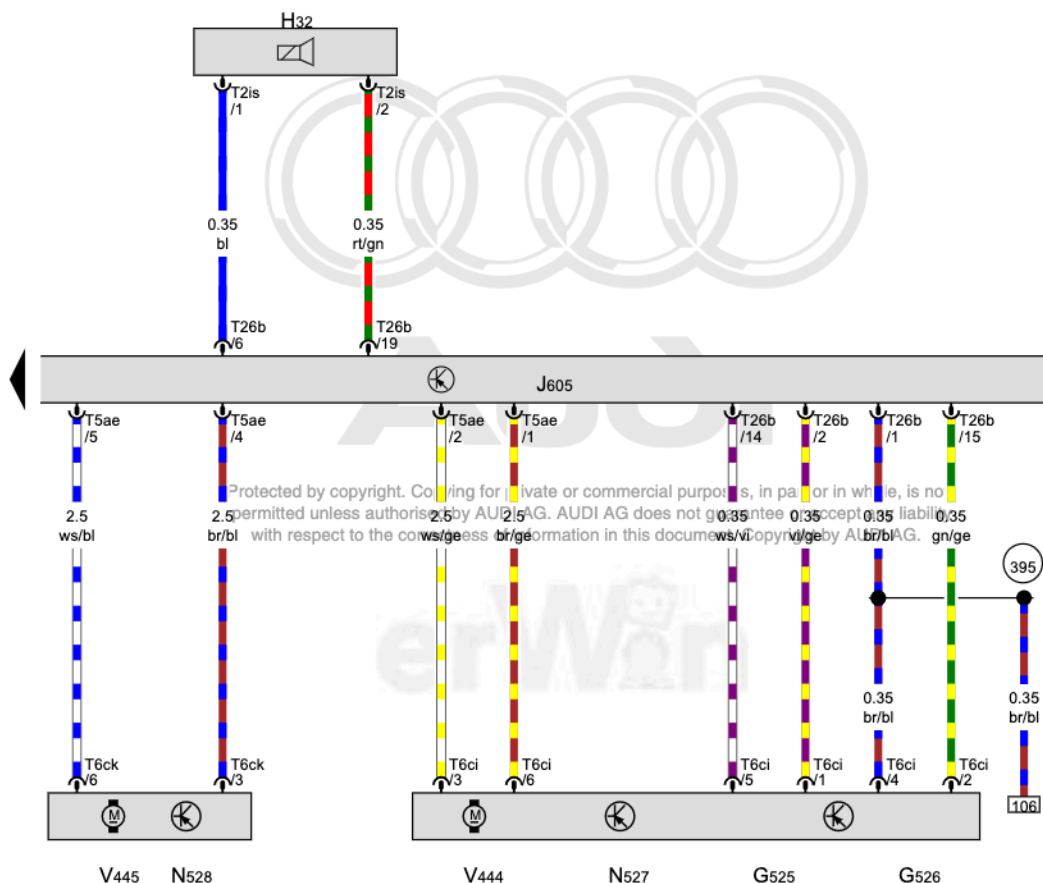 H32
T2is
/1
T2is
/2
0.35
bl
0.35
rt/gn
T26b
/6
T26b
/19
J605
T5ae
/5
T5ae
/4
T5ae
/2
T5ae
/1
T26b
/14
T26b
/2
T26b
/1
T26b
/15
Audi
Protected by copyright. Copying for private or commercial purposes, in part or in whole, is not
permitted unless authorised by AUDI AG. AUDI AG does not guarantee or accept any liability
with respect to the correctness of information in this document. Copyright by AUDI AG.
2.5
ws/bl
2.5
br/bl
2.5
ws/ge
2.5
br/ge
0.35
ws/vi
0.35
vi/ge
0.35
br/bl
0.35
gn/ge
395
erWin
0.35
br/bl
0.35
br/bl
T6ck
/6
T6ck
/3
T6ci
/3
T6ci
/6
T6ci
/5
T6ci
/1
T6ci
/4
T6ci
/2
106
M
M
V445 N528 V444 N527 G525 G526